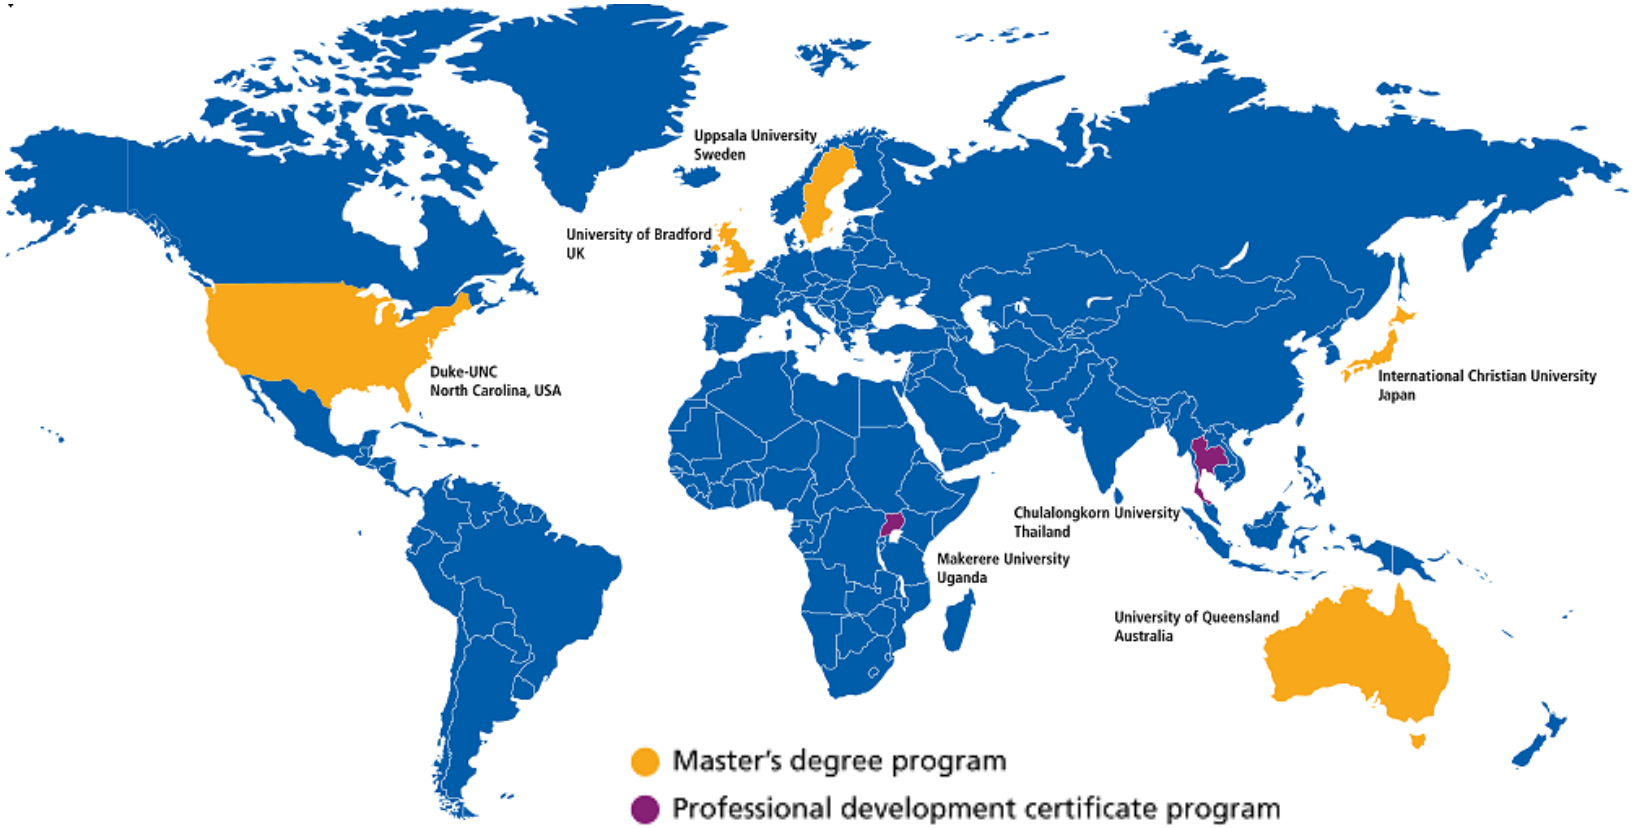 Uppsala University
Sweden
University of Bradford
UK
Duke-UNC
North Carolina, USA
International Christian University
Japan
Chulalongkorn University
Thailand
Makerere University
Uganda
University of Queensland
Australia
Master's degree program
Professional development certificate program